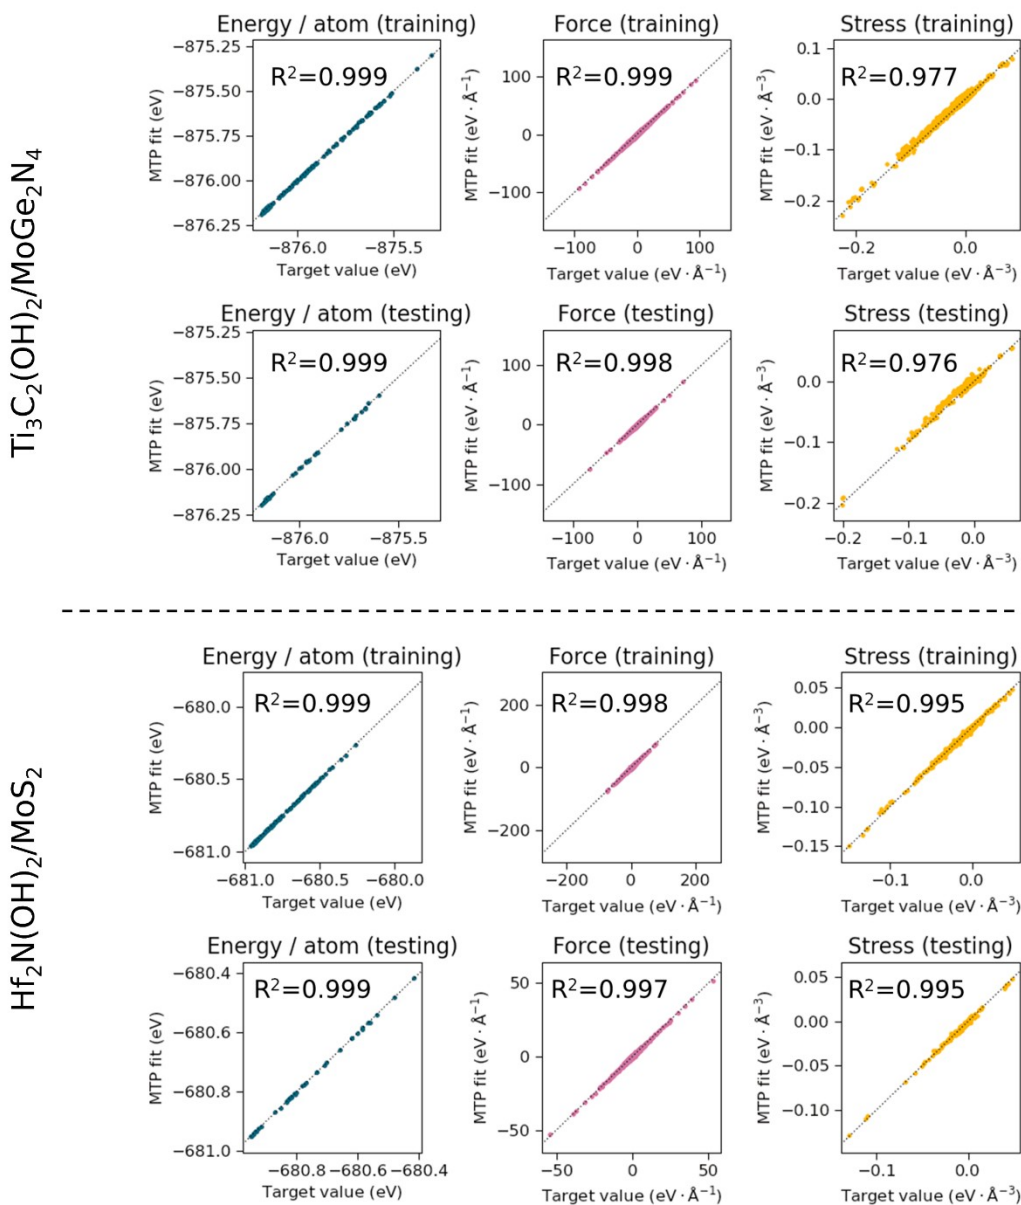 Ti₃C₂(OH)₂/MoGe₂N₄
Energy / atom (training)
R²=0.999
MTP fit (eV)
−875.25
−875.50
−875.75
−876.00
−876.25
−876.0
−875.5
Target value (eV)
Force (training)
R²=0.999
MTP fit (eV · Å⁻¹)
100
0
−100
−100
0
100
Target value (eV · Å⁻¹)
Stress (training)
R²=0.977
MTP fit (eV · Å⁻³)
0.1
0.0
−0.1
−0.2
−0.2
0.0
Target value (eV · Å⁻³)
Energy / atom (testing)
R²=0.999
MTP fit (eV)
−875.25
−875.50
−875.75
−876.00
−876.25
−876.0
−875.5
Target value (eV)
Force (testing)
R²=0.998
MTP fit (eV · Å⁻¹)
100
0
−100
−100
0
100
Target value (eV · Å⁻¹)
Stress (testing)
R²=0.976
MTP fit (eV · Å⁻³)
0.0
−0.1
−0.2
−0.2
−0.1
0.0
Target value (eV · Å⁻³)
Hf₂N(OH)₂/MoS₂
Energy / atom (training)
R²=0.999
MTP fit (eV)
−680.0
−680.5
−681.0
−681.0
−680.5
−680.0
Target value (eV)
Force (training)
R²=0.998
MTP fit (eV · Å⁻¹)
200
0
−200
−200
0
200
Target value (eV · Å⁻¹)
Stress (training)
R²=0.995
MTP fit (eV · Å⁻³)
0.05
0.00
−0.05
−0.10
−0.15
−0.1
0.0
Target value (eV · Å⁻³)
Energy / atom (testing)
R²=0.999
MTP fit (eV)
−680.4
−680.6
−680.8
−681.0
−680.8
−680.6
−680.4
Target value (eV)
Force (testing)
R²=0.997
MTP fit (eV · Å⁻¹)
50
0
−50
−50
0
50
Target value (eV · Å⁻¹)
Stress (testing)
R²=0.995
MTP fit (eV · Å⁻³)
0.05
0.00
−0.05
−0.10
−0.1
0.0
Target value (eV · Å⁻³)